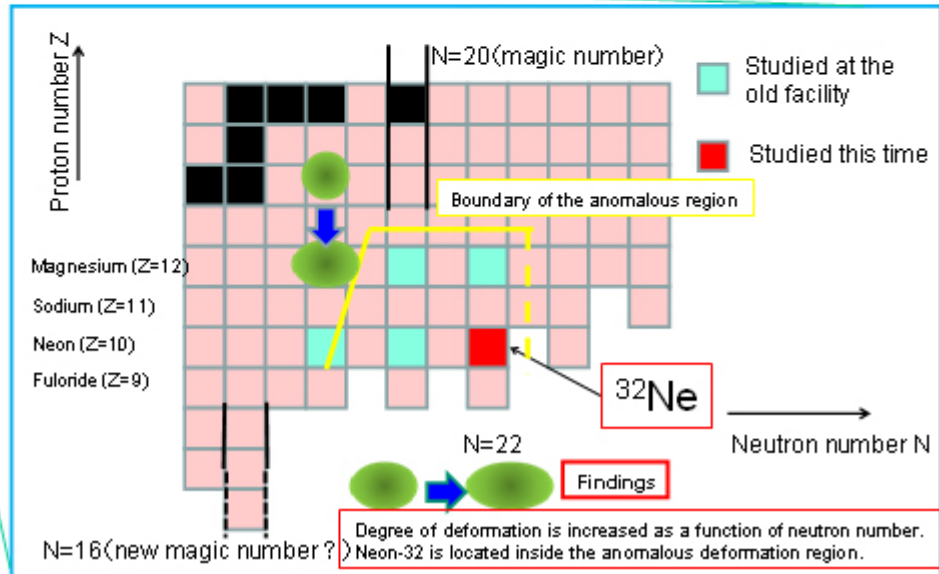 Proton number Z
N=20(magic number)
Studied at the
old facility
Studied this time
Boundary of the anomalous region
Magnesium (Z=12)
Sodium (Z=11)
Neon (Z=10)
Fuloride (Z=9)
³²Ne
Neutron number N
N=22
Findings
Degree of deformation is increased as a function of neutron number.
Neon-32 is located inside the anomalous deformation region.
N=16(new magic number ? )